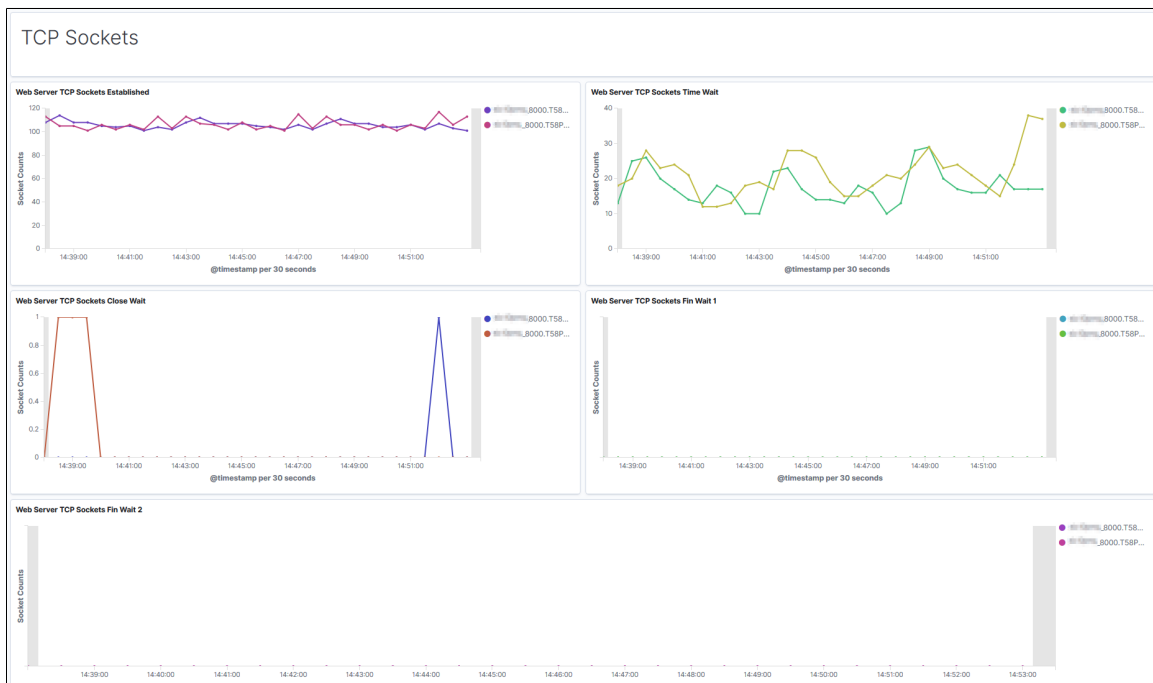 TCP Sockets
Web Server TCP Sockets Established
120
100
80
60
40
20
0
Socket Counts
14:39:00 14:41:00 14:43:00 14:45:00 14:47:00 14:49:00 14:51:00
@timestamp per 30 seconds
_8000.T58...
_8000.T58P...
Web Server TCP Sockets Time Wait
40
30
20
10
0
Socket Counts
14:39:00 14:41:00 14:43:00 14:45:00 14:47:00 14:49:00 14:51:00
@timestamp per 30 seconds
_8000.T58...
_8000.T58P...
Web Server TCP Sockets Close Wait
1
0.8
0.6
0.4
0.2
0
Socket Counts
14:39:00 14:41:00 14:43:00 14:45:00 14:47:00 14:49:00 14:51:00
@timestamp per 30 seconds
_8000.T58...
_8000.T58P...
Web Server TCP Sockets Fin Wait 1
Socket Counts
14:39:00 14:41:00 14:43:00 14:45:00 14:47:00 14:49:00 14:51:00
@timestamp per 30 seconds
_8000.T58...
_8000.T58P...
Web Server TCP Sockets Fin Wait 2
Socket Counts
14:39:00 14:40:00 14:41:00 14:42:00 14:43:00 14:44:00 14:45:00 14:46:00 14:47:00 14:48:00 14:49:00 14:50:00 14:51:00 14:52:00 14:53:00
_8000.T58...
_8000.T58P...